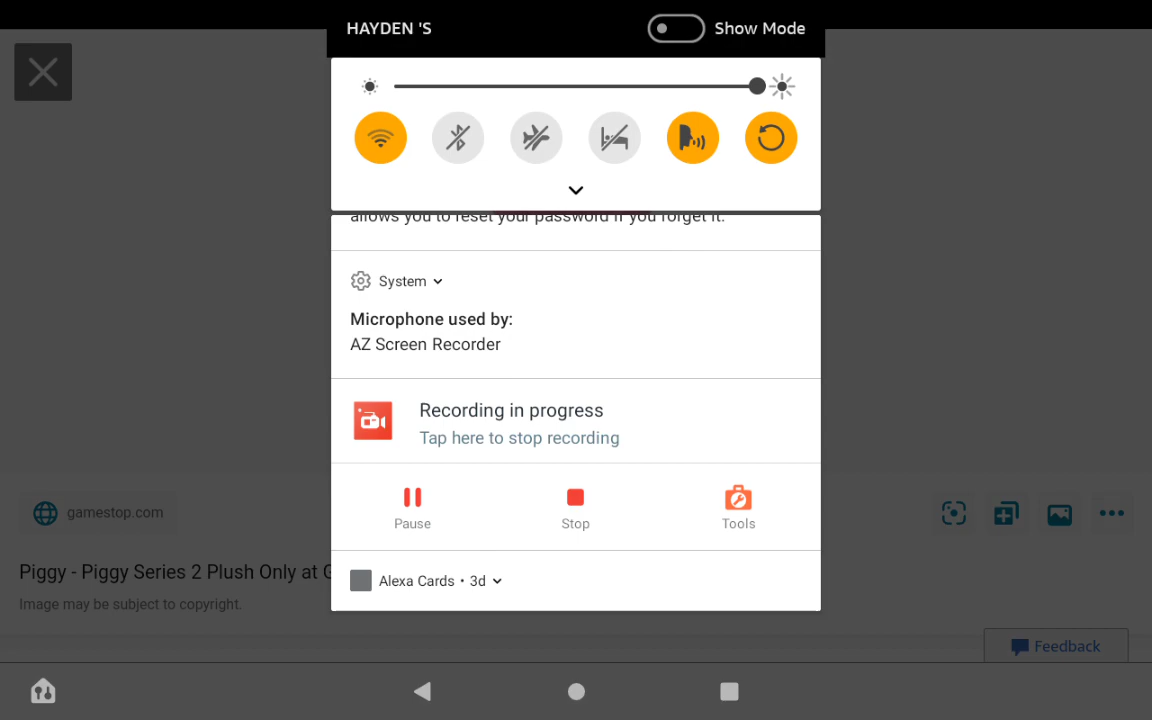 HAYDEN 'S
Show Mode
allows you to reset your password if you forget it.
System
Microphone used by:
AZ Screen Recorder
Recording in progress
Tap here to stop recording
Pause
Stop
Tools
Alexa Cards • 3d
gamestop.com
Piggy - Piggy Series 2 Plush Only at G
Image may be subject to copyright.
Feedback